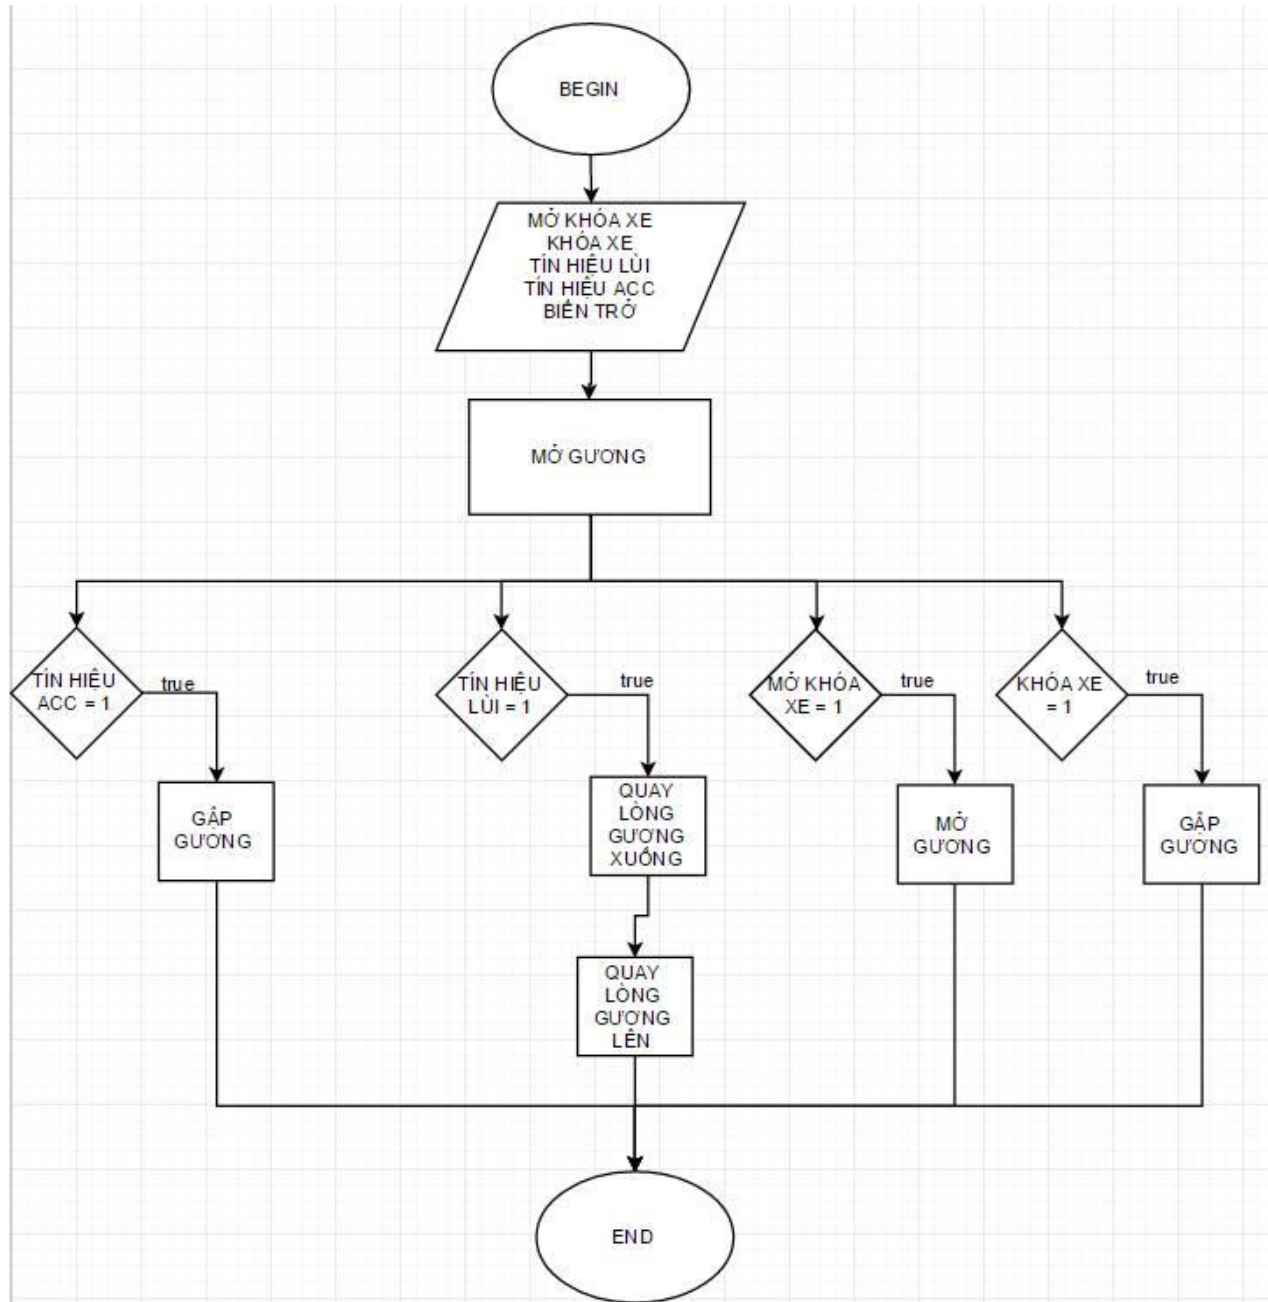 BEGIN
MỞ KHÓA XE
KHÓA XE
TÍN HIỆU LÙI
TÍN HIỆU ACC
BIẾN TRỞ
MỞ GƯƠNG
TÍN HIỆU
ACC = 1
true
TÍN HIỆU
LÙI = 1
true
MỞ KHÓA
XE = 1
true
KHÓA XE
= 1
true
GẬP
GƯƠNG
QUAY
LÒNG
GƯƠNG
XUỐNG
MỞ
GƯƠNG
GẬP
GƯƠNG
QUAY
LÒNG
GƯƠNG
LÊN
END